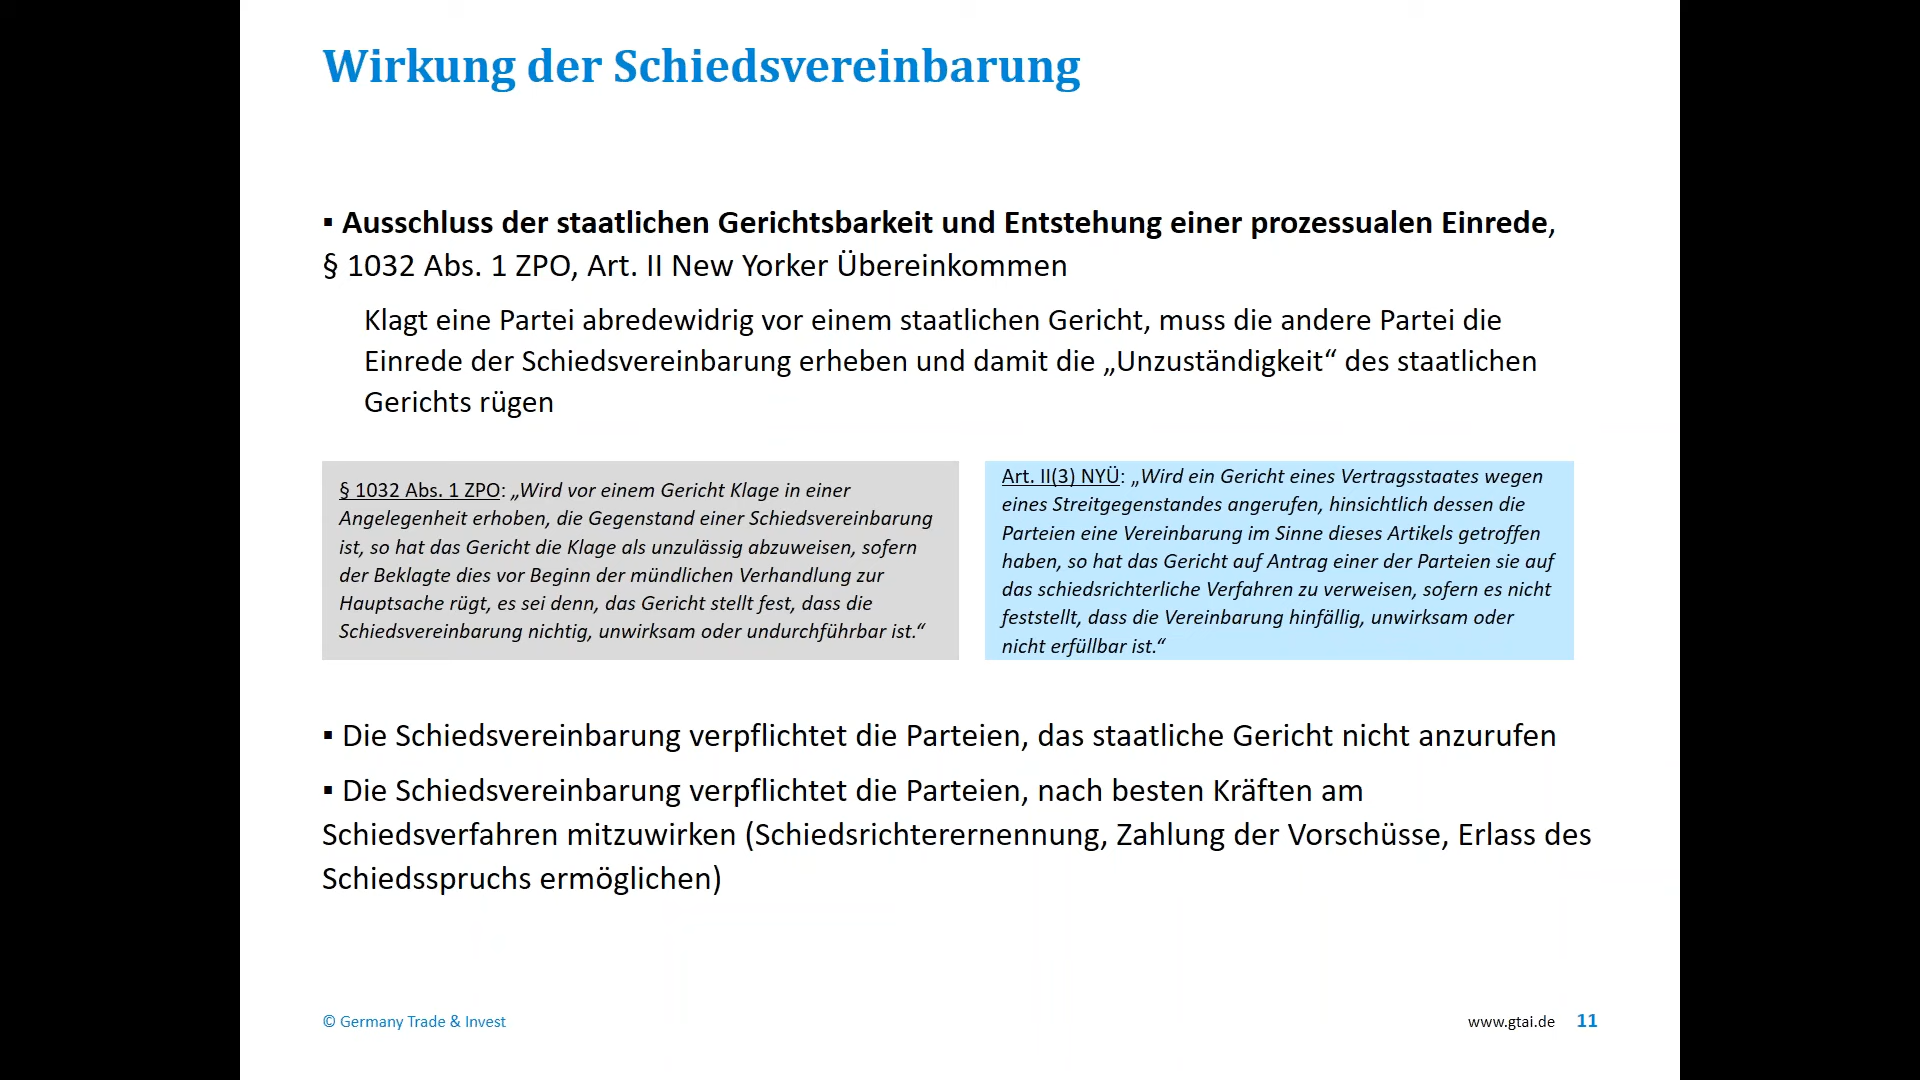 Wirkung der Schiedsvereinbarung
▪ Ausschluss der staatlichen Gerichtsbarkeit und Entstehung einer prozessualen Einrede,
§ 1032 Abs. 1 ZPO, Art. II New Yorker Übereinkommen
Klagt eine Partei abredewidrig vor einem staatlichen Gericht, muss die andere Partei die
Einrede der Schiedsvereinbarung erheben und damit die „Unzuständigkeit“ des staatlichen
Gerichts rügen
§ 1032 Abs. 1 ZPO: „Wird vor einem Gericht Klage in einer
Angelegenheit erhoben, die Gegenstand einer Schiedsvereinbarung
ist, so hat das Gericht die Klage als unzulässig abzuweisen, sofern
der Beklagte dies vor Beginn der mündlichen Verhandlung zur
Hauptsache rügt, es sei denn, das Gericht stellt fest, dass die
Schiedsvereinbarung nichtig, unwirksam oder undurchführbar ist.“
Art. II(3) NYÜ: „Wird ein Gericht eines Vertragsstaates wegen
eines Streitgegenstandes angerufen, hinsichtlich dessen die
Parteien eine Vereinbarung im Sinne dieses Artikels getroffen
haben, so hat das Gericht auf Antrag einer der Parteien sie auf
das schiedsrichterliche Verfahren zu verweisen, sofern es nicht
feststellt, dass die Vereinbarung hinfällig, unwirksam oder
nicht erfüllbar ist.“
▪ Die Schiedsvereinbarung verpflichtet die Parteien, das staatliche Gericht nicht anzurufen
▪ Die Schiedsvereinbarung verpflichtet die Parteien, nach besten Kräften am
Schiedsverfahren mitzuwirken (Schiedsrichterernennung, Zahlung der Vorschüsse, Erlass des
Schiedsspruchs ermöglichen)
© Germany Trade & Invest
www.gtai.de 11